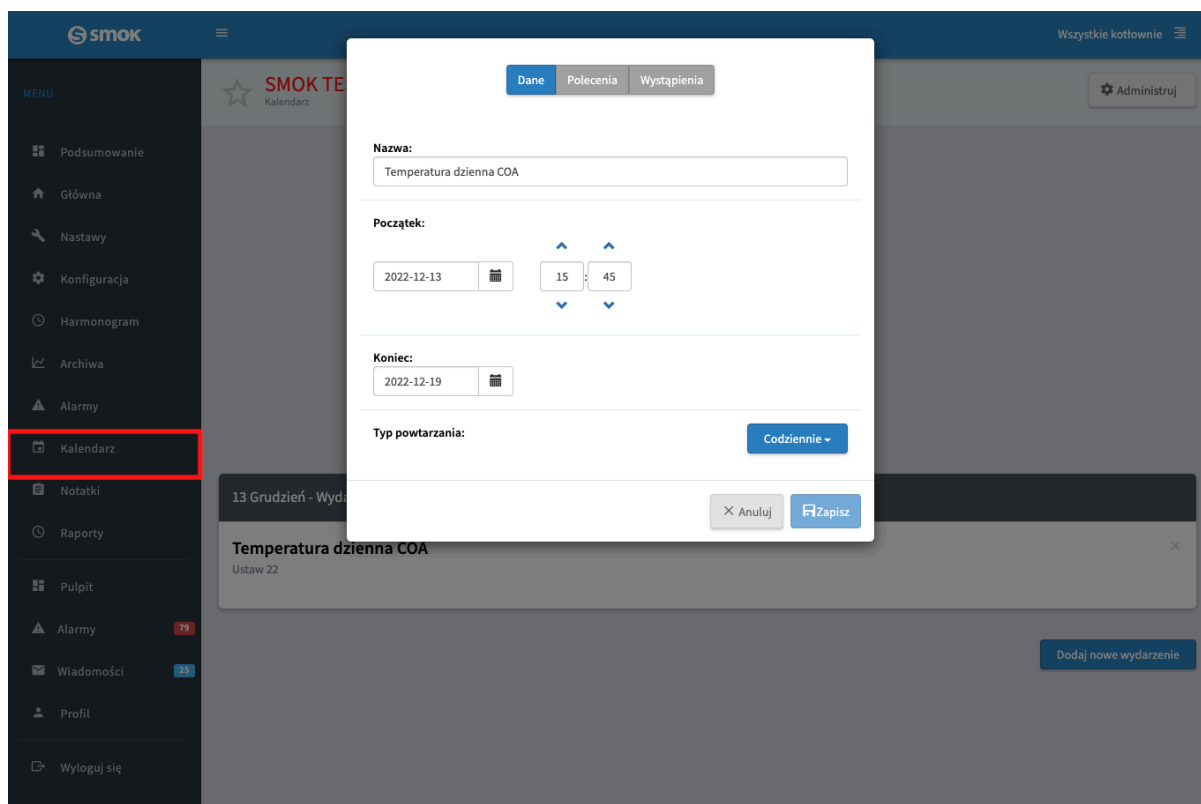 smok
Wszystkie kotłownie
MENU
SMOK TE
Kalendarz
Administruj
Podsumowanie
Główna
Nastawy
Konfiguracja
Harmonogram
Archiwa
Alarmy
Kalendarz
Notatki
Raporty
Pulpit
Alarmy 79
Wiadomości 25
Profil
Wyloguj się
Dane Polecenia Wystąpienia
Nazwa:
Temperatura dzienna COA
Początek:
2022-12-13 15 : 45
Koniec:
2022-12-19
Typ powtarzania: Codziennie
Anuluj Zapisz
13 Grudzień - Wyda
Temperatura dzienna COA
Ustaw 22
Dodaj nowe wydarzenie